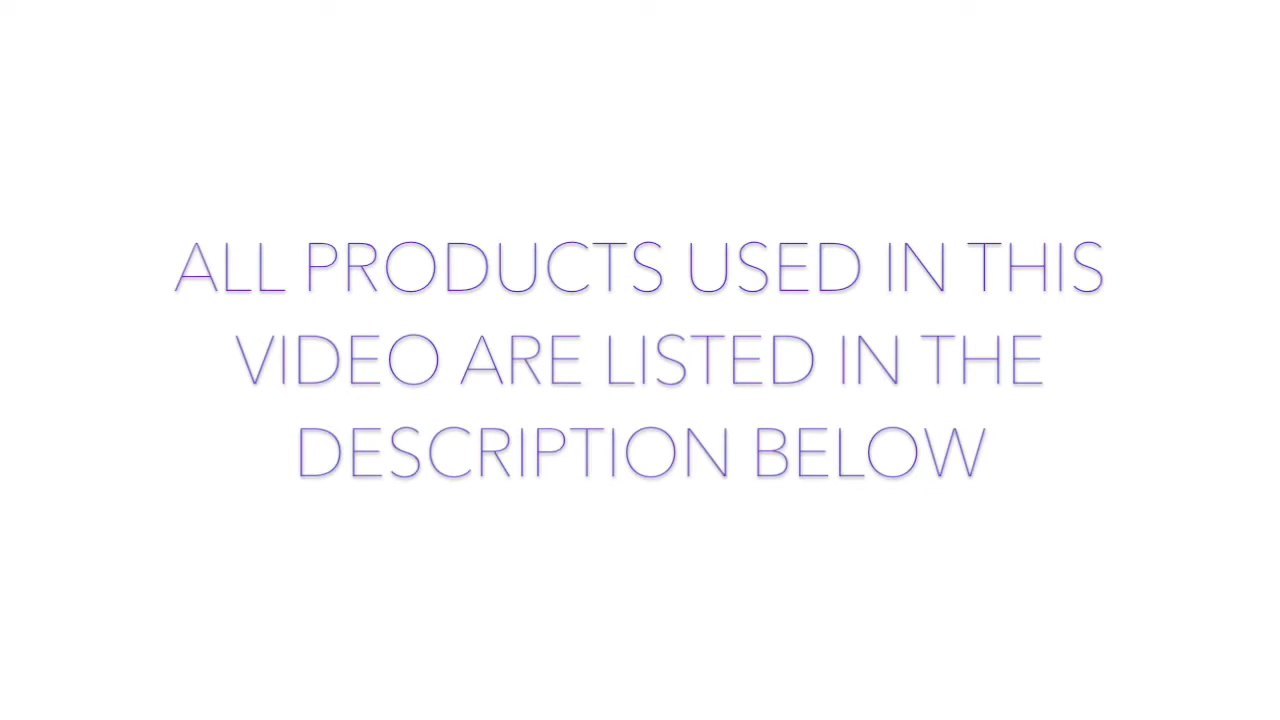 ALL PRODUCTS USED IN THIS
VIDEO ARE LISTED IN THE
DESCRIPTION BELOW